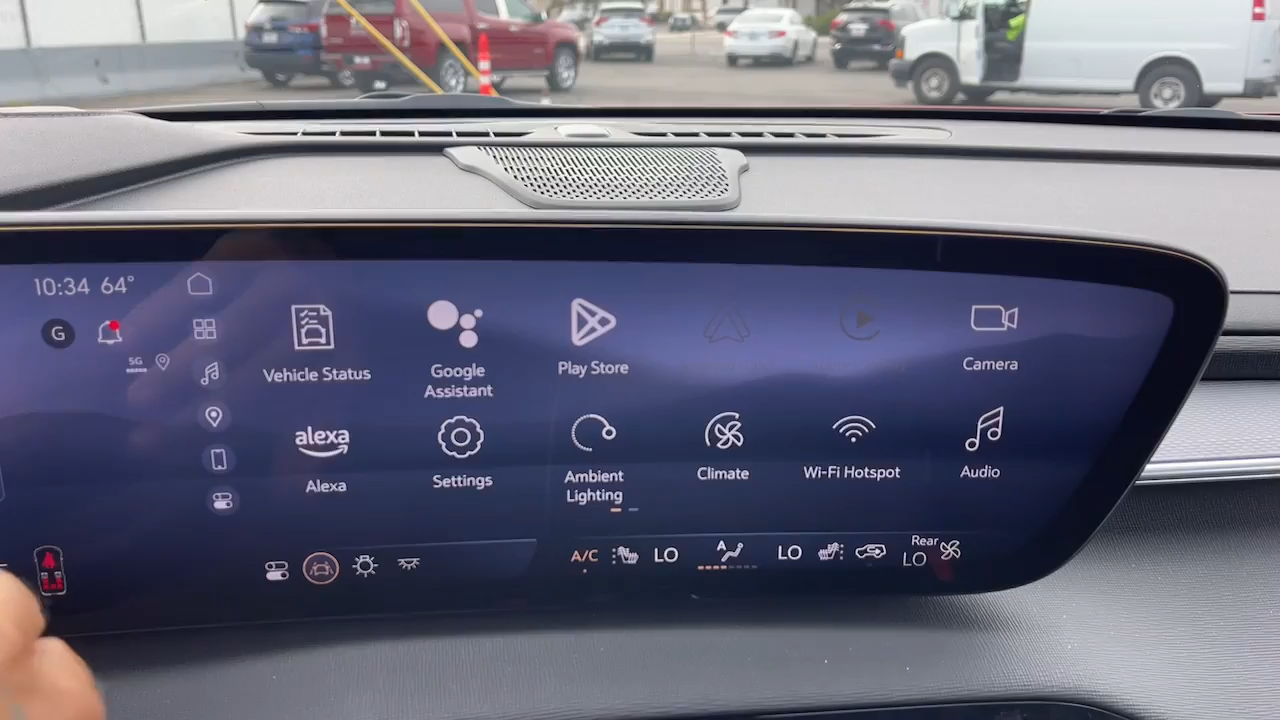 10:34 64°
G
5G
Vehicle Status
Google
Assistant
Play Store
Camera
alexa
Alexa
Settings
Ambient
Lighting
Climate
Wi-Fi Hotspot
Audio
A/C
LO
A
LO
Rear
LO